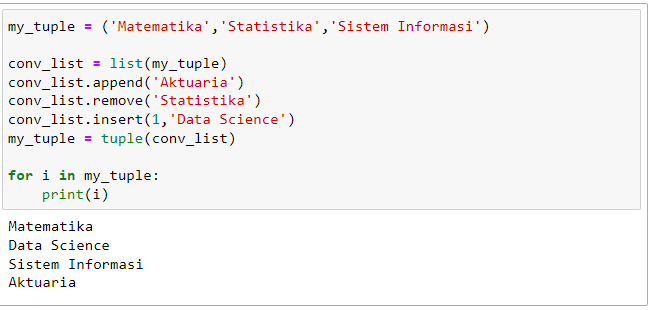 my_tuple = ('Matematika','Statistika','Sistem Informasi')
conv_list = list(my_tuple)
conv_list.append('Aktuaria')
conv_list.remove('Statistika')
conv_list.insert(1,'Data Science')
my_tuple = tuple(conv_list)
for i in my_tuple:
    print(i)
Matematika
Data Science
Sistem Informasi
Aktuaria